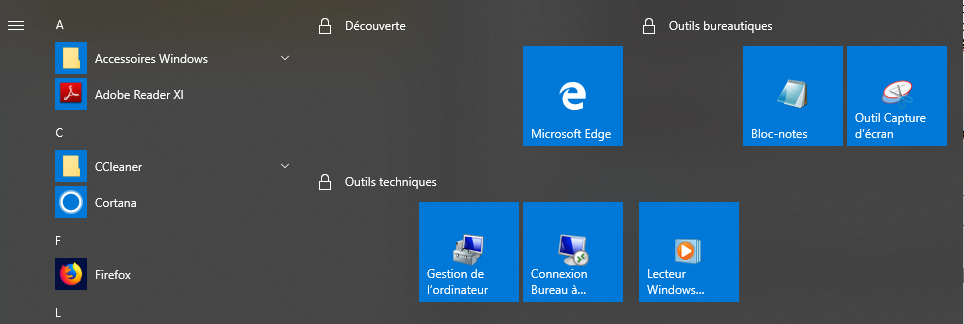 A
Accessoires Windows
Adobe Reader XI
C
CCleaner
Cortana
F
Firefox
L
Découverte
Microsoft Edge
Outils bureautiques
Bloc-notes
Outil Capture
d'écran
Outils techniques
Gestion de
l'ordinateur
Connexion
Bureau à...
Lecteur
Windows...